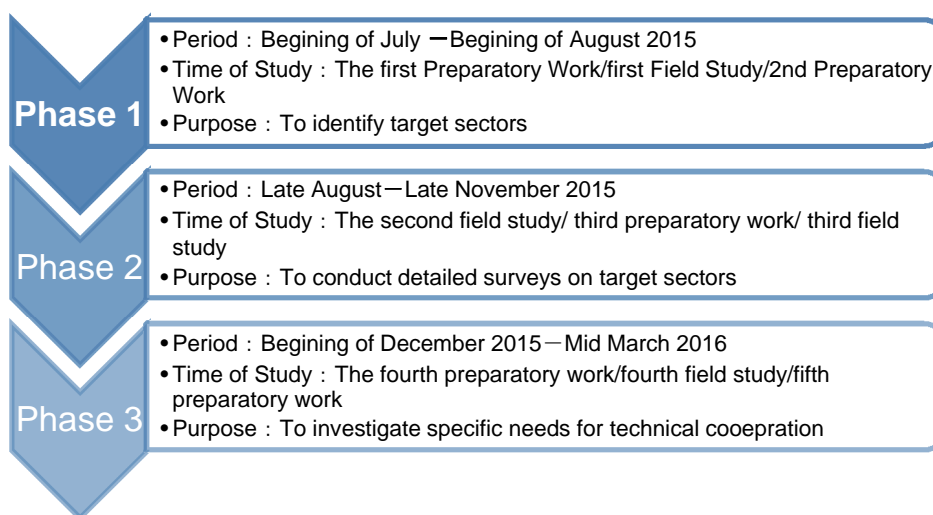 Phase 1
•Period：Begining of July －Begining of August 2015
•Time of Study：The first Preparatory Work/first Field Study/2nd Preparatory
Work
•Purpose：To identify target sectors
Phase 2
•Period：Late August－Late November 2015
•Time of Study：The second field study/ third preparatory work/ third field
study
•Purpose：To conduct detailed surveys on target sectors
Phase 3
•Period：Begining of December 2015－Mid March 2016
•Time of Study：The fourth preparatory work/fourth field study/fifth
preparatory work
•Purpose：To investigate specific needs for technical cooepration